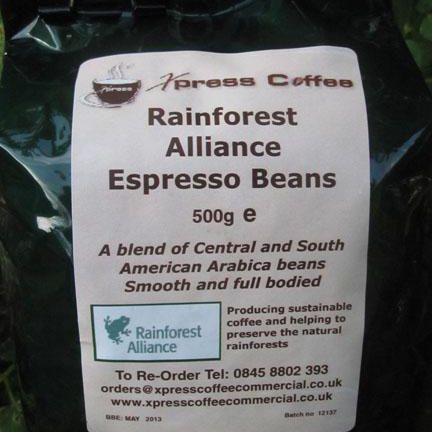 Xpress
Xpress Coffee
Rainforest
Alliance
Espresso Beans
500g e
A blend of Central and South
American Arabica beans
Smooth and full bodied
Rainforest
Alliance
Producing sustainable
coffee and helping to
preserve the natural
rainforests
To Re-Order Tel: 0845 8802 393
orders@xpresscoffeecommercial.co.uk
www.xpresscoffeecommercial.co.uk
BBE: MAY 2013
Batch no 12137